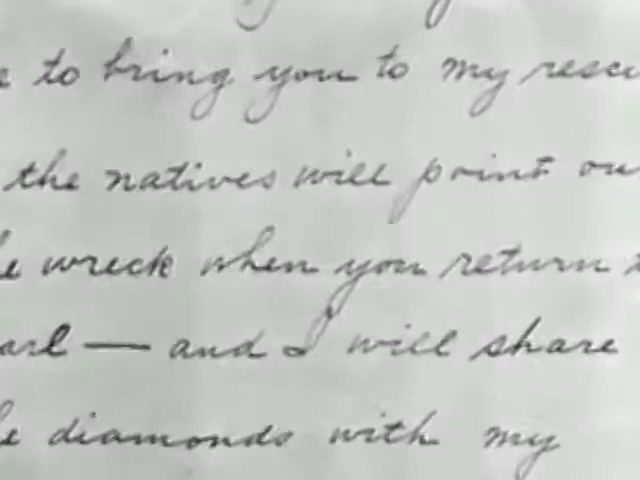 to bring you to my rescu
the natives will point ou
wreck when you return
arl — and I will share
diamonds with my